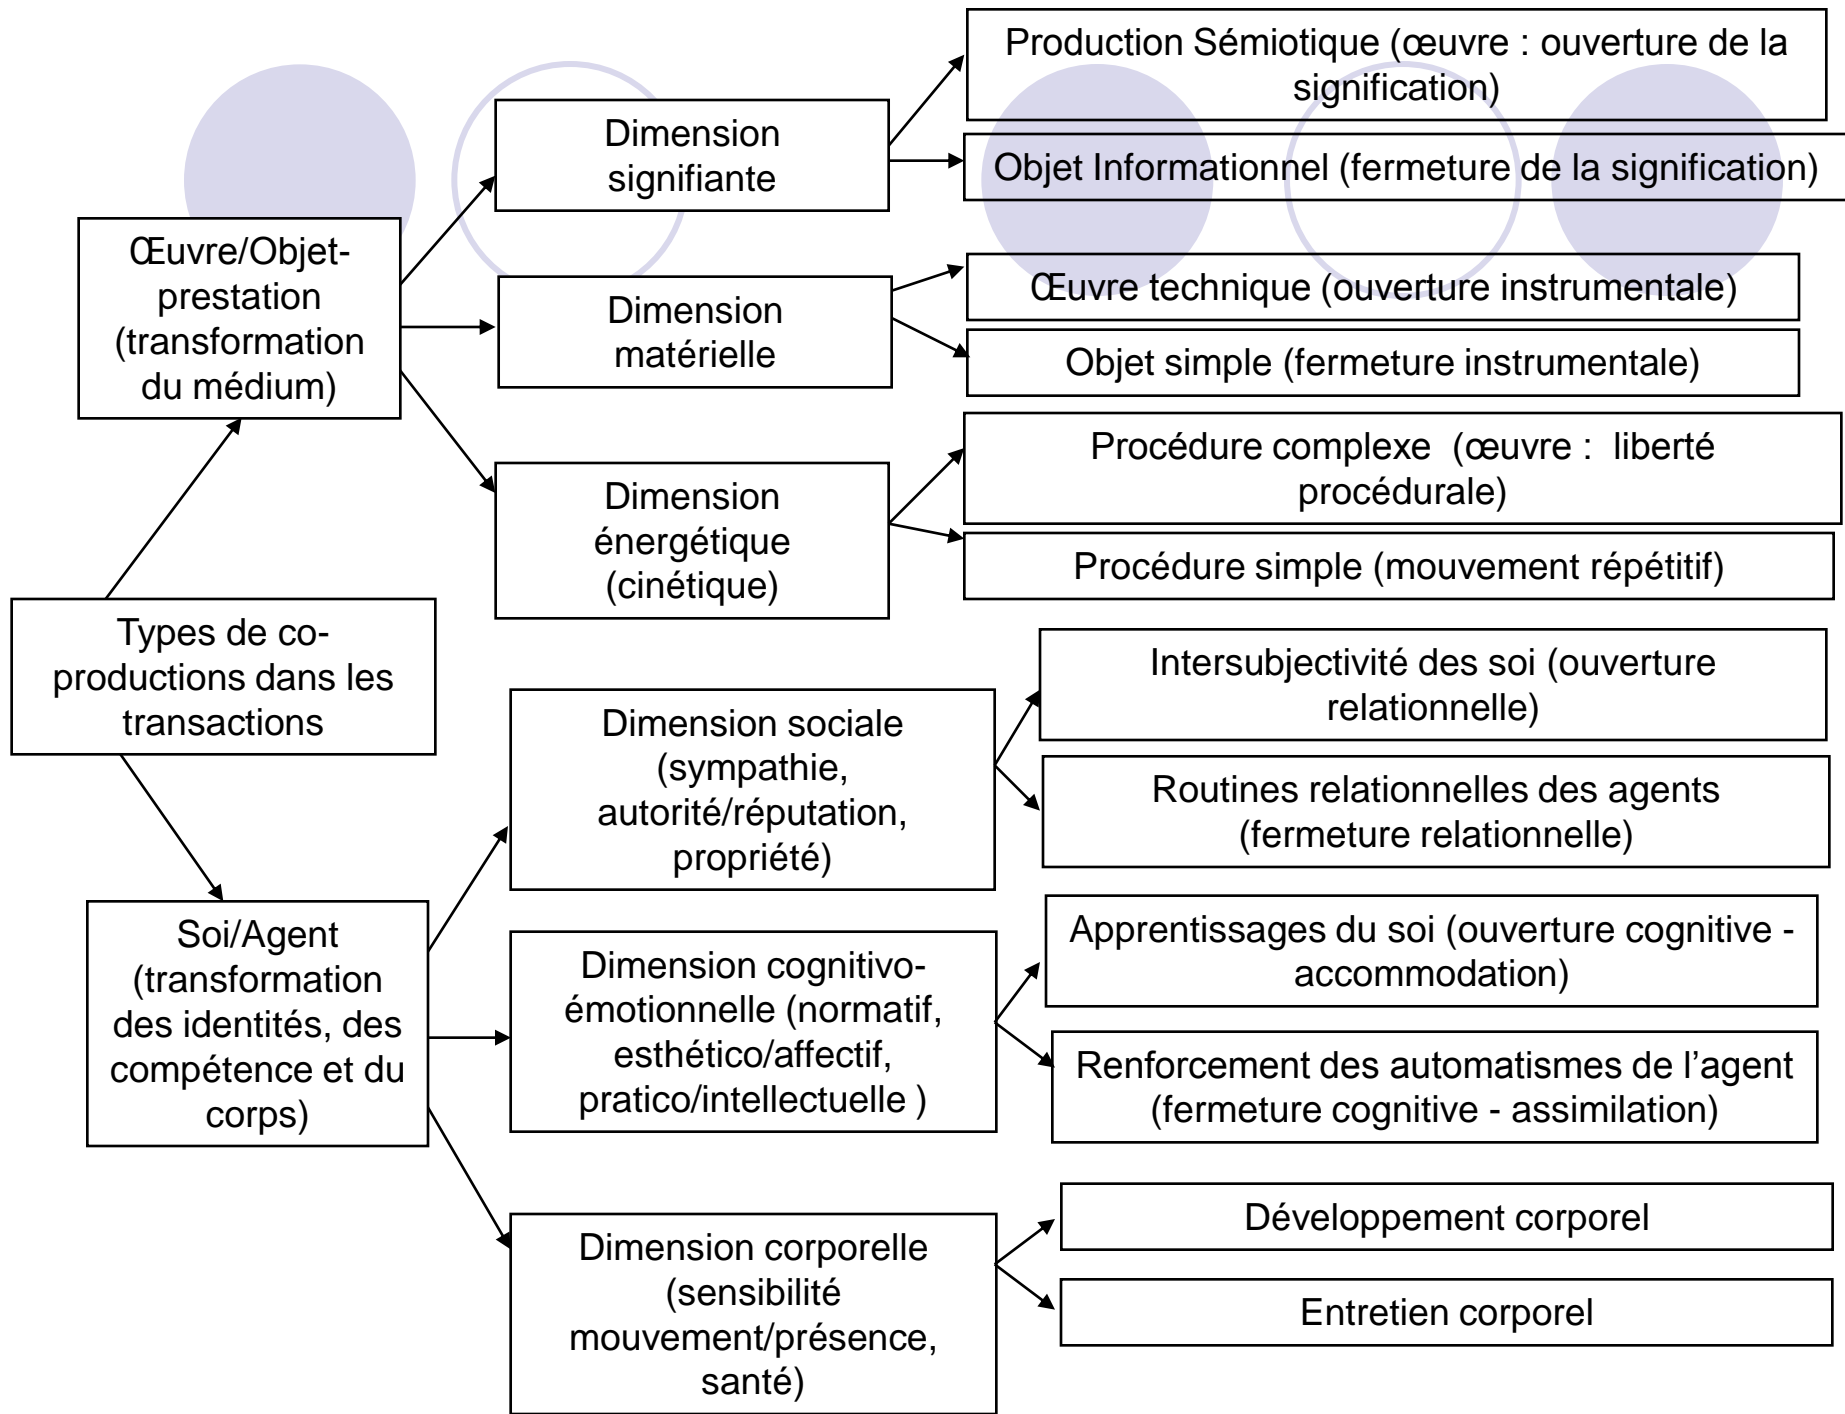 Production Sémiotique (œuvre : ouverture de la
signification)
Dimension
signifiante
Objet Informationnel (fermeture de la signification)
Œuvre/Objet-
prestation
(transformation
du médium)
Œuvre technique (ouverture instrumentale)
Dimension
matérielle
Objet simple (fermeture instrumentale)
Procédure complexe  (œuvre :  liberté
procédurale)
Dimension
énergétique
(cinétique)
Procédure simple (mouvement répétitif)
Types de co-
productions dans les
transactions
Intersubjectivité des soi (ouverture
relationnelle)
Dimension sociale
(sympathie,
autorité/réputation,
propriété)
Routines relationnelles des agents
(fermeture relationnelle)
Soi/Agent
(transformation
des identités, des
compétence et du
corps)
Apprentissages du soi (ouverture cognitive -
accommodation)
Dimension cognitivo-
émotionnelle (normatif,
esthético/affectif,
pratico/intellectuelle )
Renforcement des automatismes de l’agent
(fermeture cognitive - assimilation)
Développement corporel
Dimension corporelle
(sensibilité
mouvement/présence,
santé)
Entretien corporel